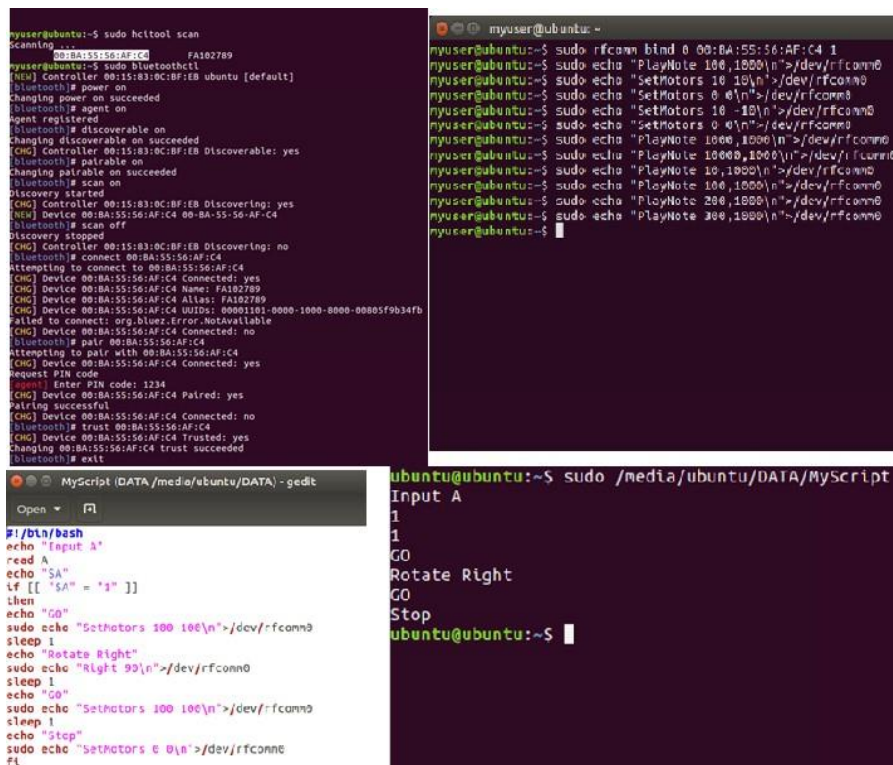 myuser@ubuntu:~$ sudo hcitool scan
Scanning ...
00:BA:55:56:AF:C4 FA102789
myuser@ubuntu:~$ sudo bluetoothctl
[NEW] Controller 00:15:83:0C:BF:EB ubuntu [default]
[bluetooth]# power on
Changing power on succeeded
[bluetooth]# agent on
Agent registered
[bluetooth]# discoverable on
Changing discoverable on succeeded
[CHG] Controller 00:15:83:0C:BF:EB Discoverable: yes
[bluetooth]# pairable on
Changing pairable on succeeded
[bluetooth]# scan on
Discovery started
[CHG] Controller 00:15:83:0C:BF:EB Discovering: yes
[NEW] Device 00:BA:55:56:AF:C4 00-BA-55-56-AF-C4
[bluetooth]# scan off
Discovery stopped
[CHG] Controller 00:15:83:0C:BF:EB Discovering: no
[bluetooth]# connect 00:BA:55:56:AF:C4
Attempting to connect to 00:BA:55:56:AF:C4
[CHG] Device 00:BA:55:56:AF:C4 Connected: yes
[CHG] Device 00:BA:55:56:AF:C4 Name: FA102789
[CHG] Device 00:BA:55:56:AF:C4 Alias: FA102789
[CHG] Device 00:BA:55:56:AF:C4 UUIDs: 00001101-0000-1000-8000-00805f9b34fb
Failed to connect: org.bluez.Error.NotAvailable
[CHG] Device 00:BA:55:56:AF:C4 Connected: no
[bluetooth]# pair 00:BA:55:56:AF:C4
Attempting to pair with 00:BA:55:56:AF:C4
[CHG] Device 00:BA:55:56:AF:C4 Connected: yes
Request PIN code
[agent] Enter PIN code: 1234
[CHG] Device 00:BA:55:56:AF:C4 Paired: yes
Pairing successful
[CHG] Device 00:BA:55:56:AF:C4 Connected: no
[bluetooth]# trust 00:BA:55:56:AF:C4
[CHG] Device 00:BA:55:56:AF:C4 Trusted: yes
Changing 00:BA:55:56:AF:C4 trust succeeded
[bluetooth]# exit
myuser@ubuntu: ~
myuser@ubuntu:~$ sudo rfcomm bind 0 00:BA:55:56:AF:C4 1
myuser@ubuntu:~$ sudo echo "PlayNote 100,1000\n">/dev/rfcomm0
myuser@ubuntu:~$ sudo echo "SetMotors 10 10\n">/dev/rfcomm0
myuser@ubuntu:~$ sudo echo "SetMotors 0 0\n">/dev/rfcomm0
myuser@ubuntu:~$ sudo echo "SetMotors 10 -10\n">/dev/rfcomm0
myuser@ubuntu:~$ sudo echo "SetMotors 0 0\n">/dev/rfcomm0
myuser@ubuntu:~$ sudo echo "PlayNote 1000,1000\n">/dev/rfcomm0
myuser@ubuntu:~$ sudo echo "PlayNote 10000,1000\n">/dev/rfcomm0
myuser@ubuntu:~$ sudo echo "PlayNote 10,1000\n">/dev/rfcomm0
myuser@ubuntu:~$ sudo echo "PlayNote 100,1000\n">/dev/rfcomm0
myuser@ubuntu:~$ sudo echo "PlayNote 200,1000\n">/dev/rfcomm0
myuser@ubuntu:~$ sudo echo "PlayNote 300,1000\n">/dev/rfcomm0
myuser@ubuntu:~$
MyScript (DATA /media/ubuntu/DATA) - gedit
Open
#!/bin/bash
echo "Input A"
read A
echo "$A"
if [[ "$A" = "1" ]]
then
echo "GO"
sudo echo "SetMotors 100 100\n">/dev/rfcomm0
sleep 1
echo "Rotate Right"
sudo echo "Right 90\n">/dev/rfcomm0
sleep 1
echo "GO"
sudo echo "SetMotors 100 100\n">/dev/rfcomm0
sleep 1
echo "Stop"
sudo echo "SetMotors 0 0\n">/dev/rfcomm0
fi
ubuntu@ubuntu:~$ sudo /media/ubuntu/DATA/MyScript
Input A
1
1
GO
Rotate Right
GO
Stop
ubuntu@ubuntu:~$